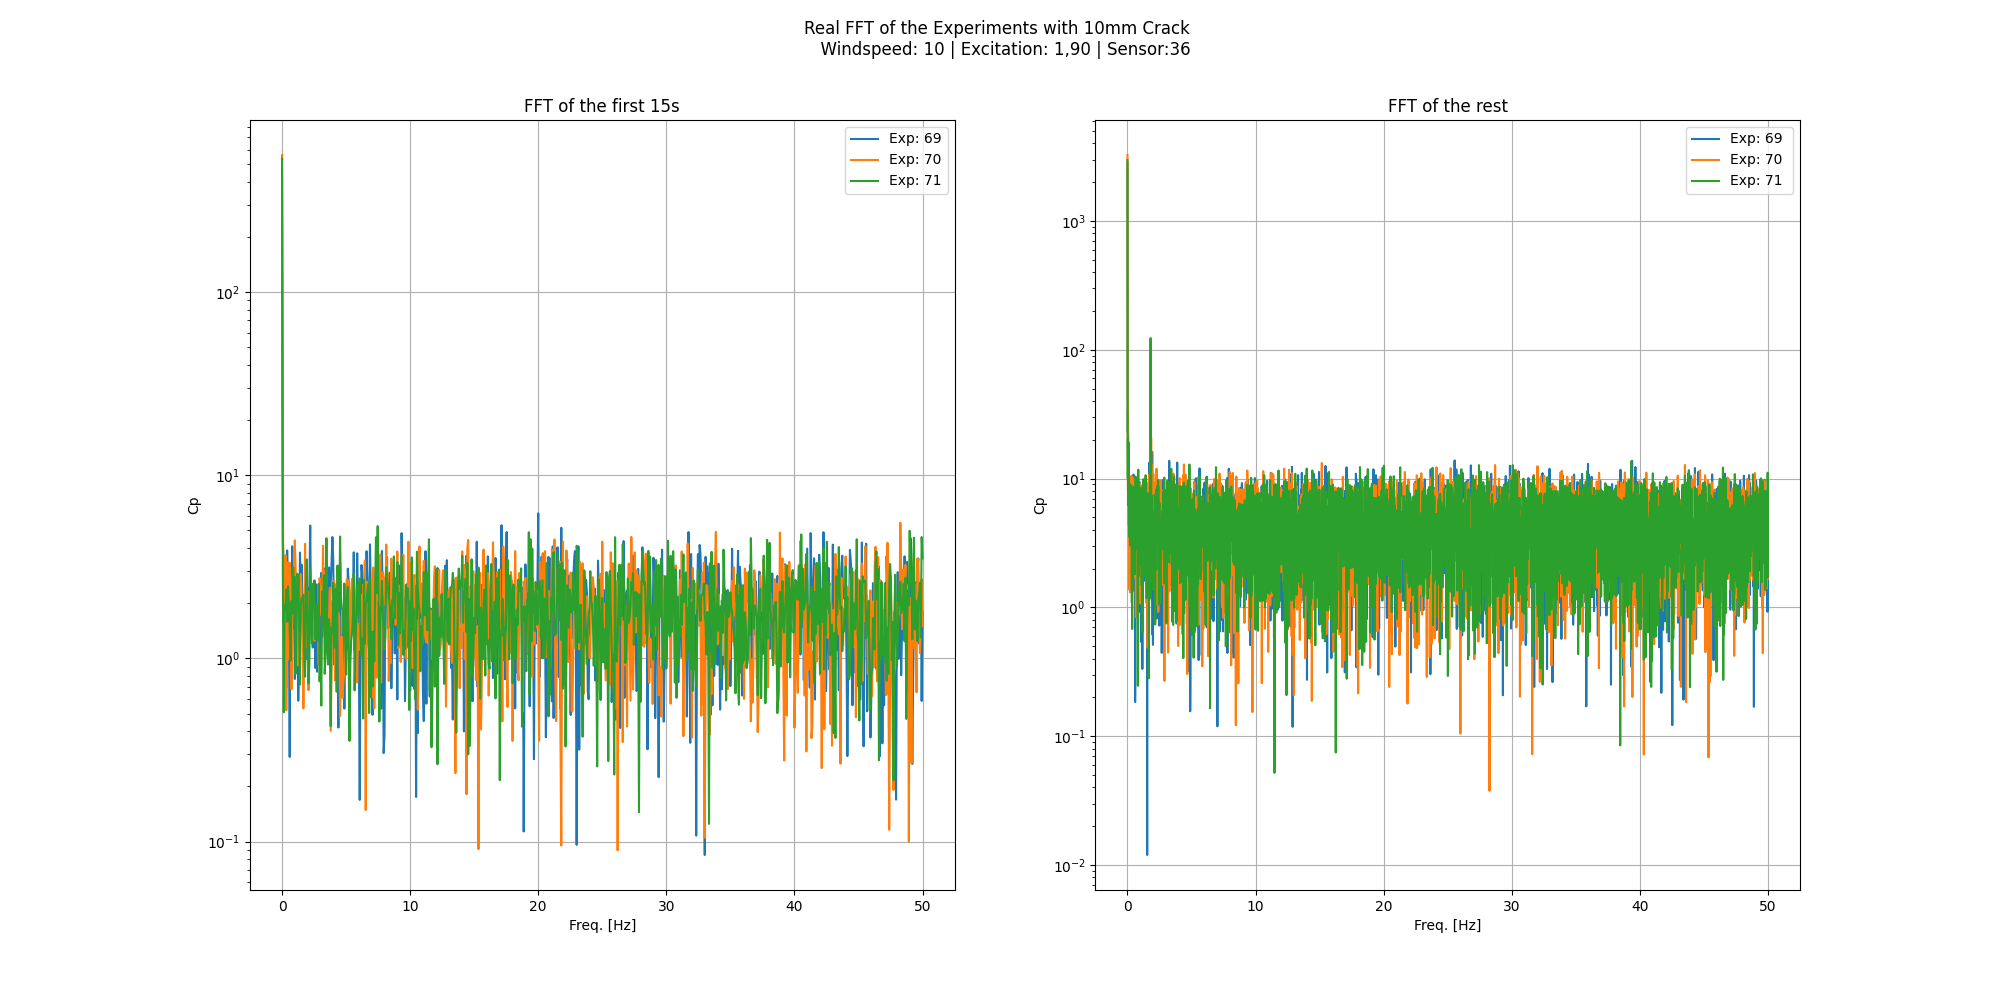 Real FFT of the Experiments with 10mm Crack
Windspeed: 10 | Excitation: 1,90 | Sensor:36
FFT of the first 15s
Exp: 69
Exp: 70
Exp: 71
10²
10¹
10⁰
10⁻¹
Cp
0 10 20 30 40 50
Freq. [Hz]
FFT of the rest
Exp: 69
Exp: 70
Exp: 71
10³
10²
10¹
10⁰
10⁻¹
10⁻²
Cp
0 10 20 30 40 50
Freq. [Hz]